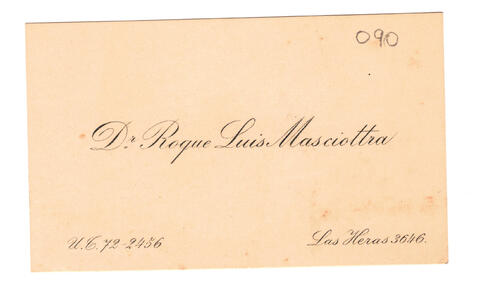 090
Dr Roque Luis Masciottra
U.T. 72-2456
Las Heras 3646.